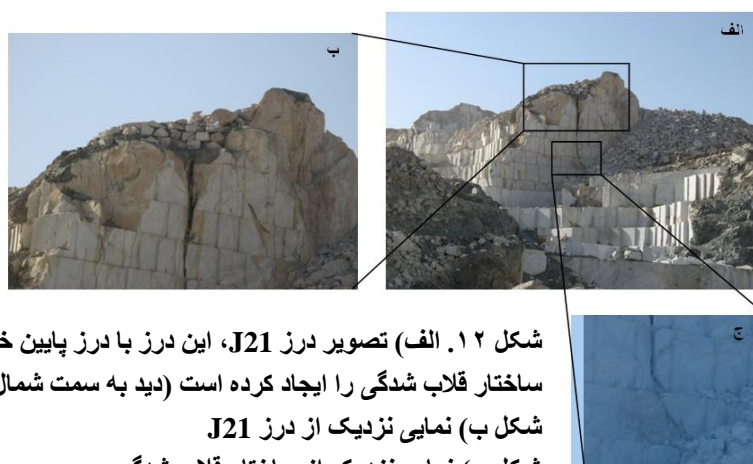 الف
ب
ج
شکل ۱۲. الف) تصویر درز J21، این درز با درز پایین
ساختار قلاب شدگی را ایجاد کرده است (دید به سمت شمال
شکل ب) نمایی نزدیک از درز J21